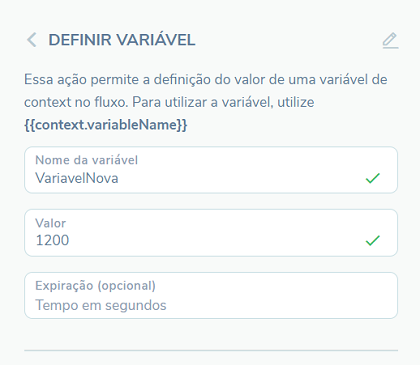 DEFINIR VARIÁVEL
Essa ação permite a definição do valor de uma variável de
context no fluxo. Para utilizar a variável, utilize
{{context.variableName}}
Nome da variável
VariavelNova
Valor
1200
Expiração (opcional)
Tempo em segundos